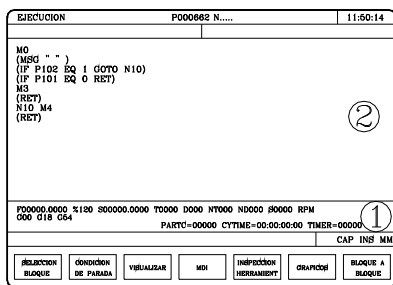 EJECUCION P000662 N..... 11:50:14
M0
(MSG " " )
(IF P102 EQ 1 GOTO N10)
(IF P101 EQ 0 RET)
M3
(RET)
N10 M4
(RET)
2
F00000.0000 %120 S00000.0000 T0000 D000 NT000 ND000 S0000 RPM
G00 G18 G54
PARTC=00000 CYTIME=00:00:00:00 TIMER=00000
1
CAP INS MM
SELECCION BLOQUE
CONDICION DE PARADA
VISUALIZAR
MDI
INSPECCION HERRAMIENT
GRAFICOS
BLOQUE A BLOQUE